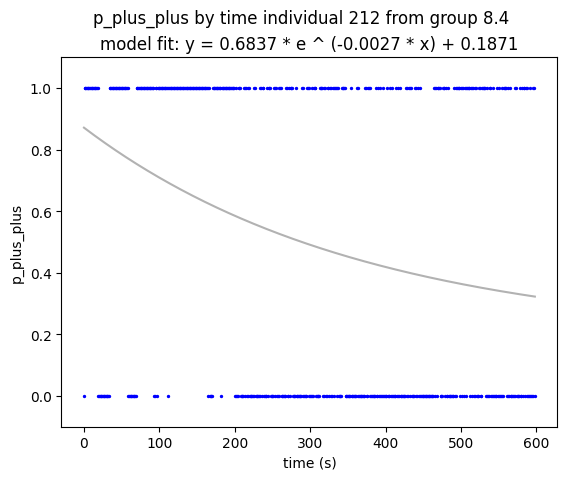 p_plus_plus by time individual 212 from group 8.4
model fit: y = 0.6837 * e ^ (-0.0027 * x) + 0.1871
1.0
0.8
0.6
0.4
0.2
0.0
p_plus_plus
0 100 200 300 400 500 600
time (s)